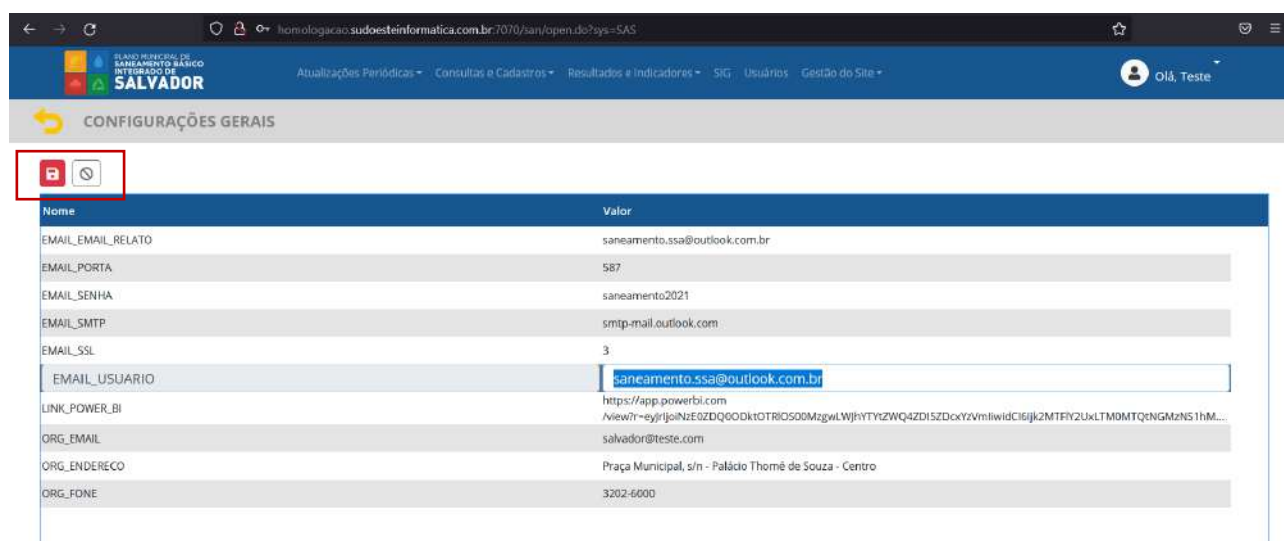 homologacao.sudoesteinformatica.com.br:7070/san/open.do?sys=SAS
PLANO MUNICIPAL DE
SANEAMENTO BÁSICO
INTEGRADO DE
SALVADOR
Atualizações Periódicas Consultas e Cadastros Resultados e Indicadores SIG Usuários Gestão do Site
Olá, Teste
CONFIGURAÇÕES GERAIS
Nome Valor
EMAIL_EMAIL_RELATO saneamento.ssa@outlook.com.br
EMAIL_PORTA 587
EMAIL_SENHA saneamento2021
EMAIL_SMTP smtp-mail.outlook.com
EMAIL_SSL 3
EMAIL_USUARIO saneamento.ssa@outlook.com.br
LINK_POWER_BI https://app.powerbi.com
ORG_EMAIL salvador@teste.com
ORG_ENDERECO Praça Municipal, s/n - Palácio Thomé de Souza - Centro
ORG_FONE 3202-6000